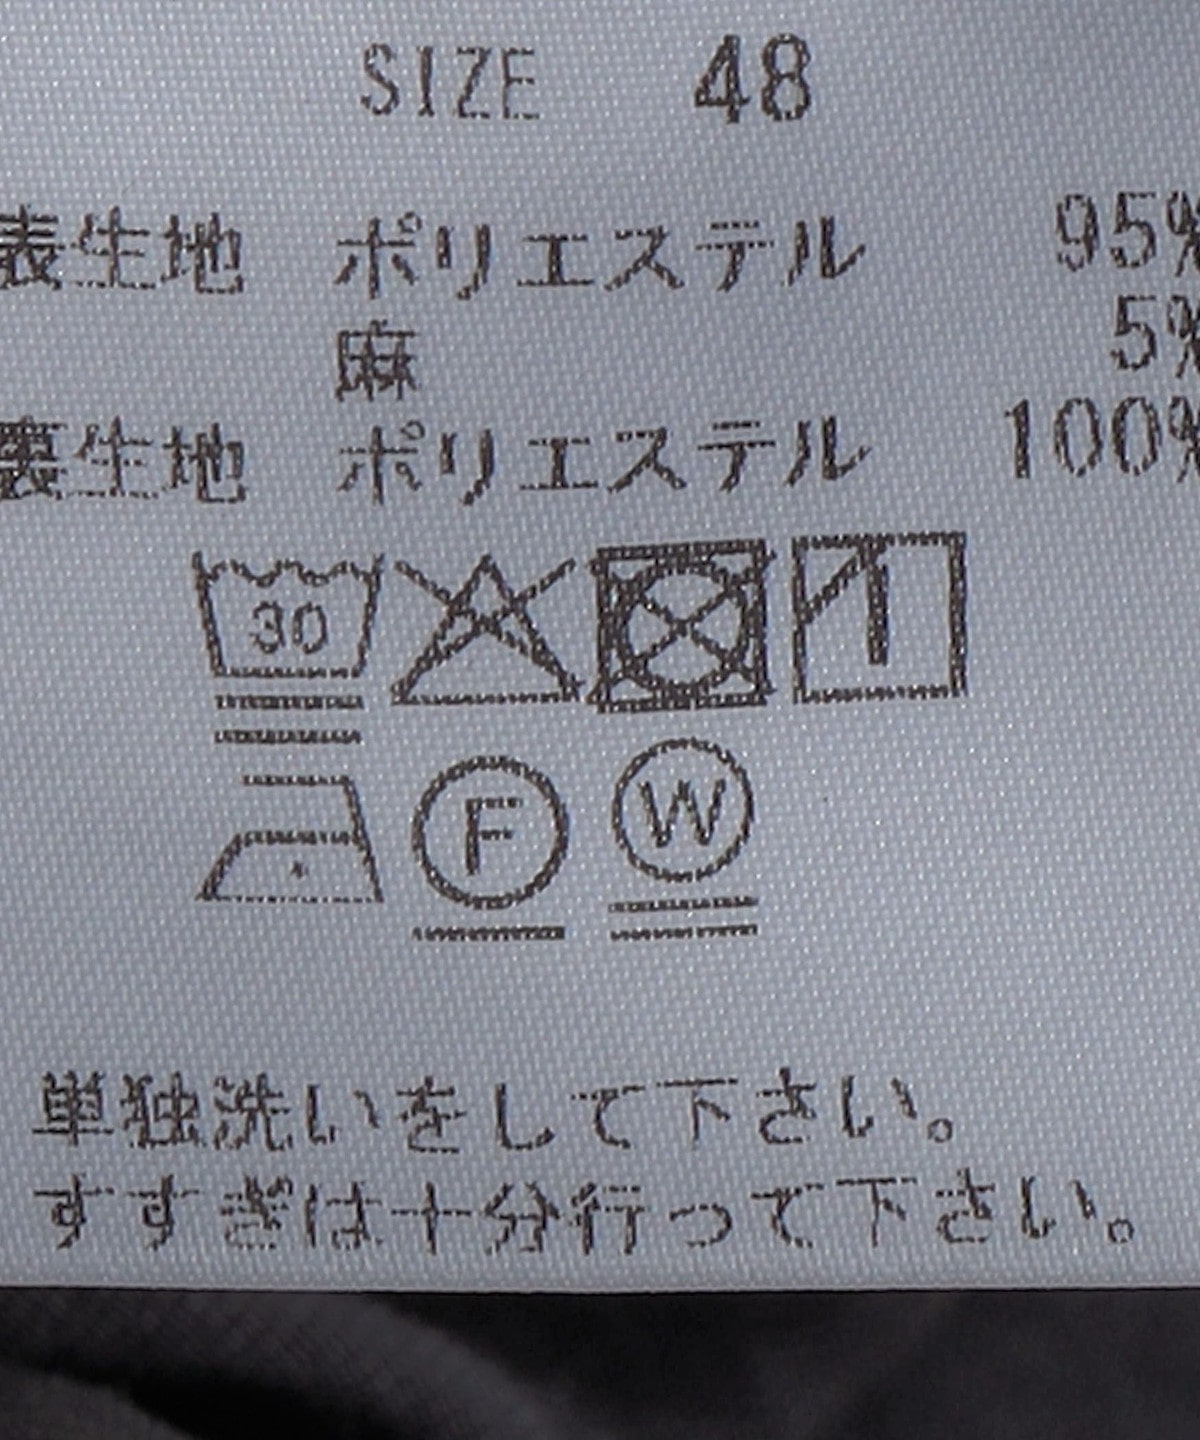 SIZE 48
表生地 ポリエステル 95%
麻 5%
裏生地 ポリエステル 100%
30
F W
単独洗いをして下さい。
すすぎは十分行って下さい。